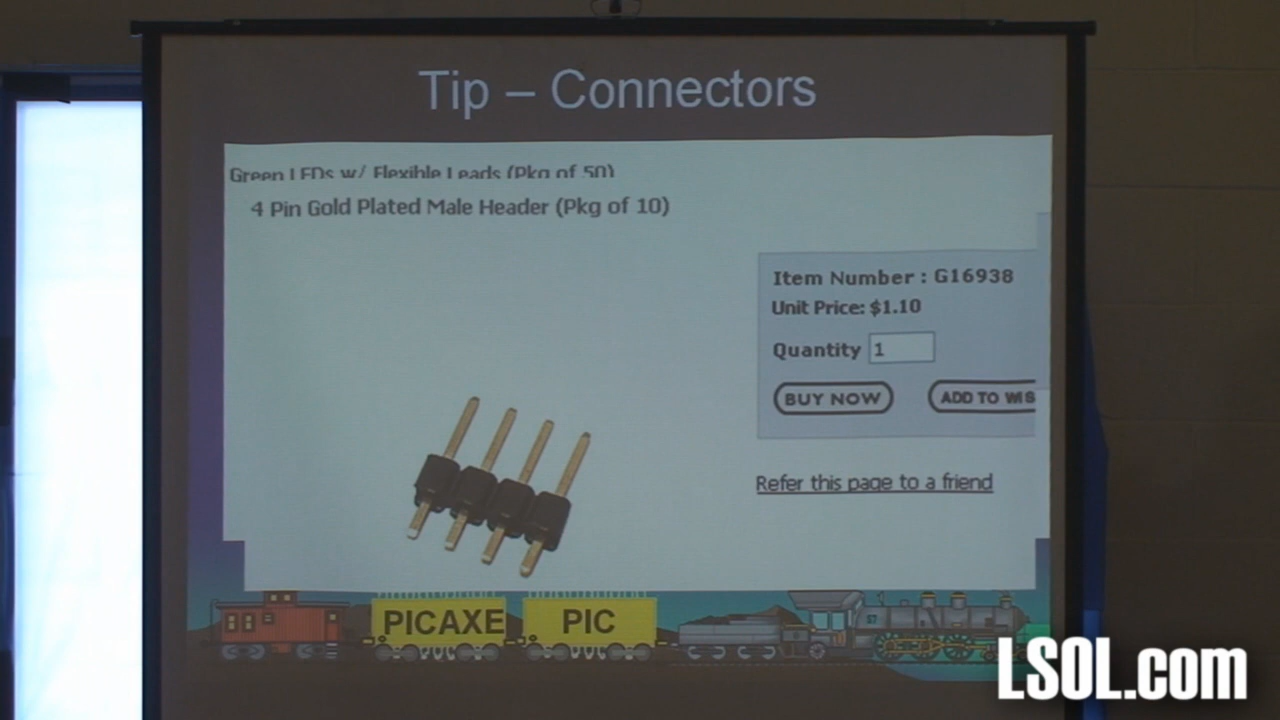 Tip – Connectors
Green LEDs w/ Flexible Leads (Pkg of 50)
4 Pin Gold Plated Male Header (Pkg of 10)
Item Number : G16938
Unit Price: $1.10
Quantity 1
BUY NOW
ADD TO WIS
Refer this page to a friend
PICAXE
PIC
57
LSOL.com